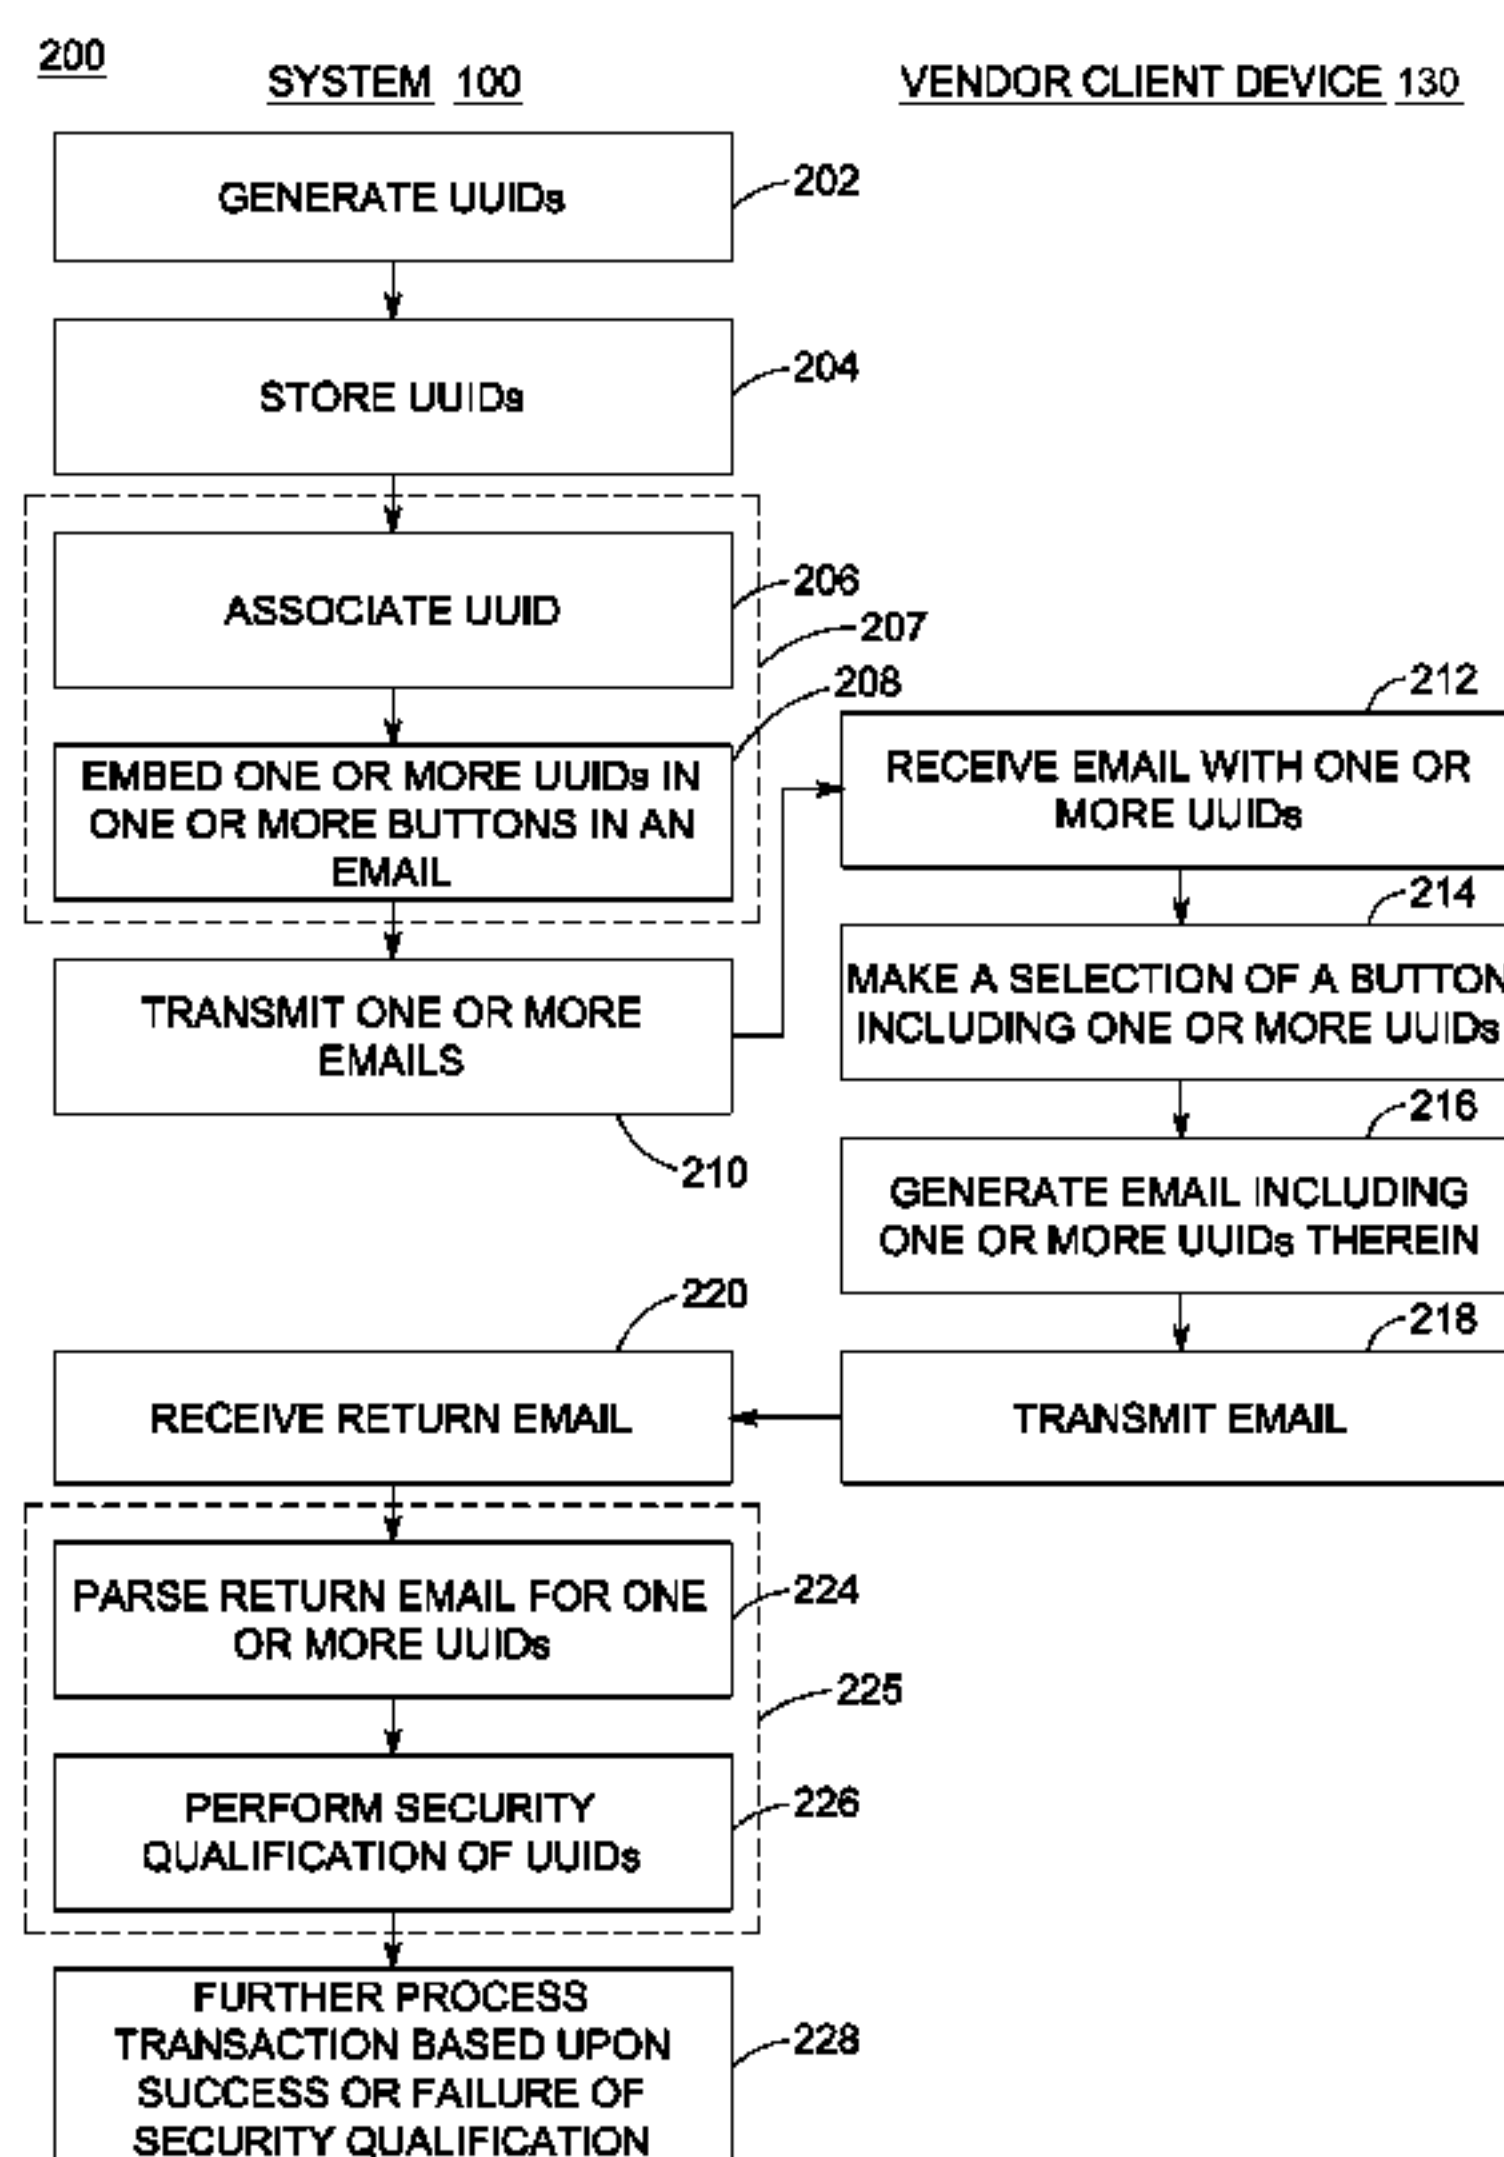 200
SYSTEM 100
VENDOR CLIENT DEVICE 130
GENERATE UUIDs
202
STORE UUIDs
204
ASSOCIATE UUID
206
207
208
EMBED ONE OR MORE UUIDs IN
ONE OR MORE BUTTONS IN AN
EMAIL
TRANSMIT ONE OR MORE
EMAILS
210
212
RECEIVE EMAIL WITH ONE OR
MORE UUIDs
214
MAKE A SELECTION OF A BUTTON
INCLUDING ONE OR MORE UUIDs
216
GENERATE EMAIL INCLUDING
ONE OR MORE UUIDs THEREIN
218
TRANSMIT EMAIL
220
RECEIVE RETURN EMAIL
PARSE RETURN EMAIL FOR ONE
OR MORE UUIDs
224
225
PERFORM SECURITY
QUALIFICATION OF UUIDs
226
FURTHER PROCESS
TRANSACTION BASED UPON
SUCCESS OR FAILURE OF
SECURITY QUALIFICATION
228